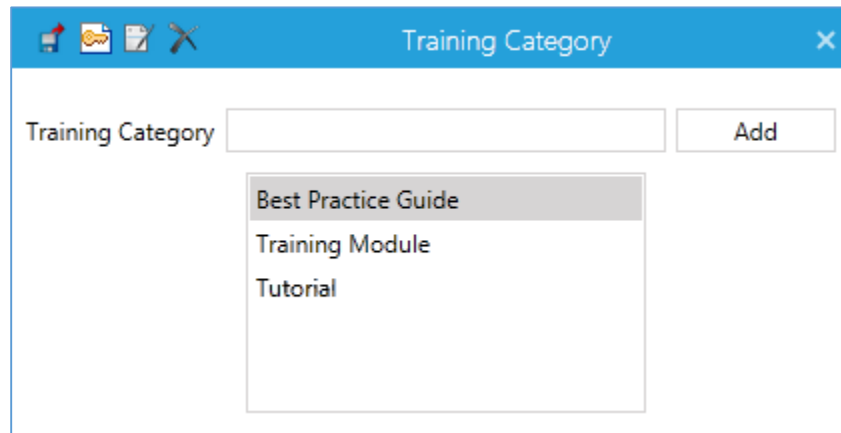 Training Category
Training Category Add
Best Practice Guide
Training Module
Tutorial